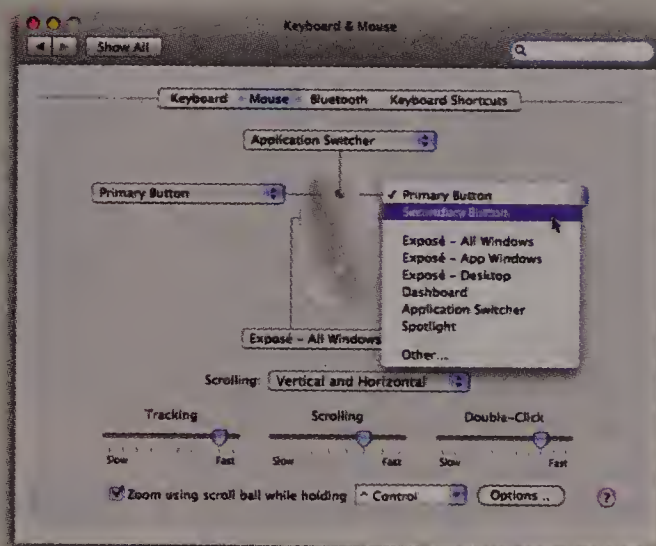 Keyboard & Mouse
Show All
Keyboard Mouse Bluetooth Keyboard Shortcuts
Application Switcher
Primary Button
✓ Primary Button
Secondary Button
Exposé – All Windows
Exposé – App Windows
Exposé – Desktop
Dashboard
Application Switcher
Spotlight
Other...
Exposé – All Windows
Scrolling: Vertical and Horizontal
Tracking Scrolling Double-Click
Slow Fast Slow Fast Slow Fast
Zoom using scroll ball while holding ^ Control Options ..
?